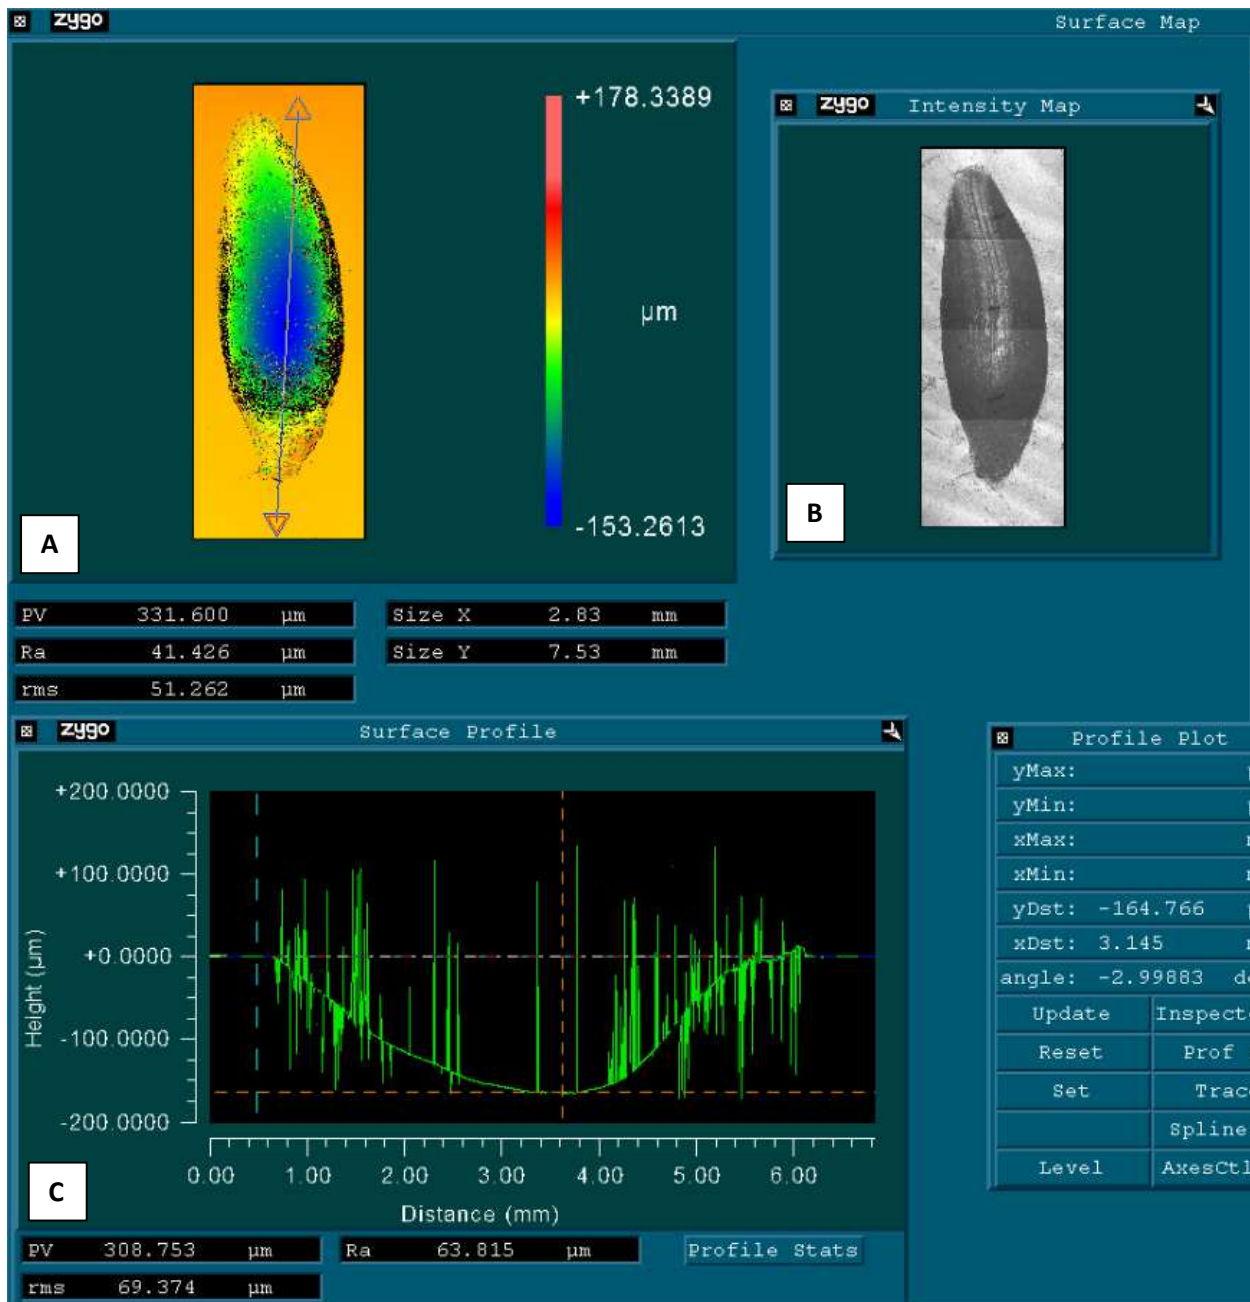 zygo Surface Map
+178.3389
µm
-153.2613
A
zygo Intensity Map
B
PV 331.600 µm Size X 2.83 mm
Ra 41.426 µm Size Y 7.53 mm
rms 51.262 µm
zygo Surface Profile
+200.0000
+100.0000
+0.0000
-100.0000
-200.0000
Height (µm)
0.00 1.00 2.00 3.00 4.00 5.00 6.00
Distance (mm)
C
PV 308.753 µm Ra 63.815 µm Profile Stats
rms 69.374 µm
Profile Plot
yMax:
yMin:
xMax:
xMin:
yDst: -164.766
xDst: 3.145
angle: -2.99883 de
Update Inspecto
Reset Prof
Set Trac
Spline
Level AxesCtl